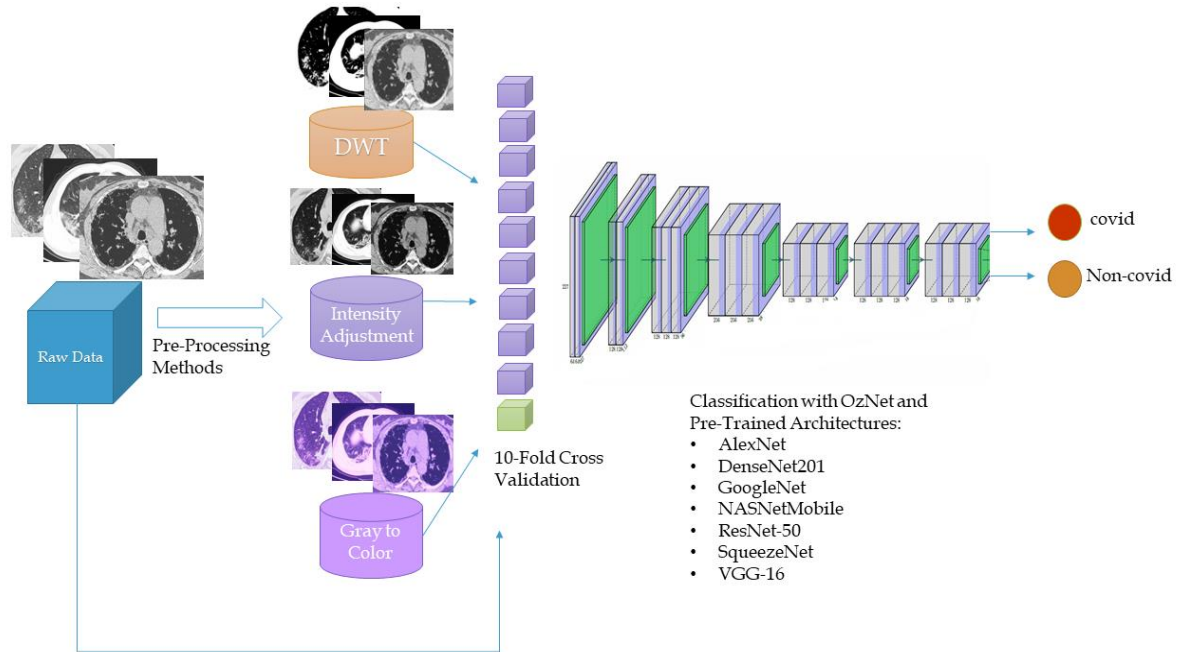 DWT
Raw Data
Pre-Processing
Methods
Intensity
Adjustment
Gray to
Color
10-Fold Cross
Validation
covid
Non-covid
Classification with OzNet and
Pre-Trained Architectures:
• AlexNet
• DenseNet201
• GoogleNet
• NASNetMobile
• ResNet-50
• SqueezeNet
• VGG-16